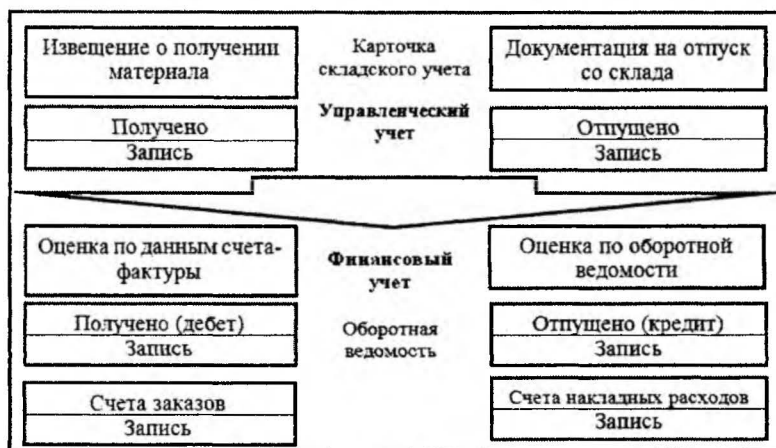 Извещение о получении
материала
Карточка
складского учета
Документация на отпуск
со склада
Получено
Запись
Управленческий
учет
Отпущено
Запись
Оценка по данным счета-
фактуры
Финансовый
учет
Оценка по оборотной
ведомости
Получено (дебет)
Запись
Оборотная
ведомость
Отпущено (кредит)
Запись
Счета заказов
Запись
Счета накладных расходов
Запись